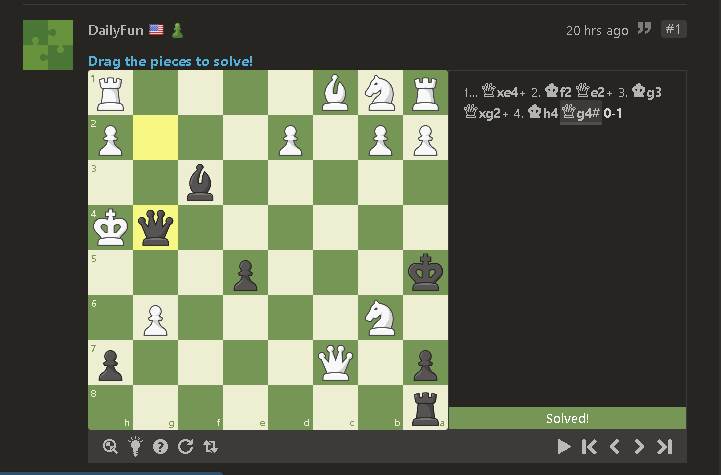 DailyFun
20 hrs ago #1
Drag the pieces to solve!
1... ♕xe4+ 2. ♚f2 ♕e2+ 3. ♚g3
♕xg2+ 4. ♚h4 ♕g4# 0-1
1
2
3
4
5
6
7
8
h g f e d c b a
Solved!